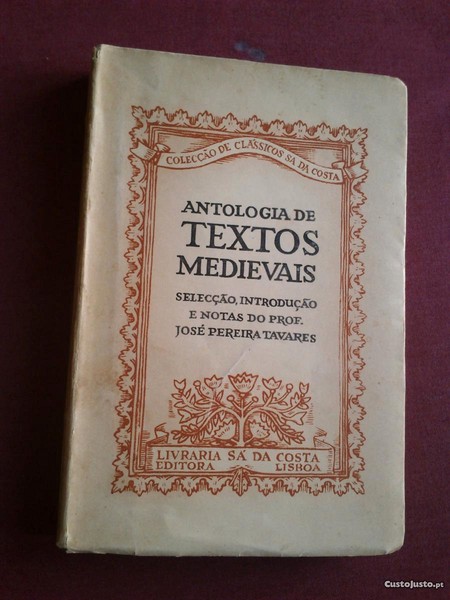 COLECÇÃO DE CLÁSSICOS SÁ DA COSTA
ANTOLOGIA DE
TEXTOS
MEDIEVAIS
SELECÇÃO, INTRODUÇÃO
E NOTAS DO PROF.
JOSÉ PEREIRA TAVARES
LIVRARIA SÁ DA COSTA
EDITORA LISBOA
CustoJusto.pt